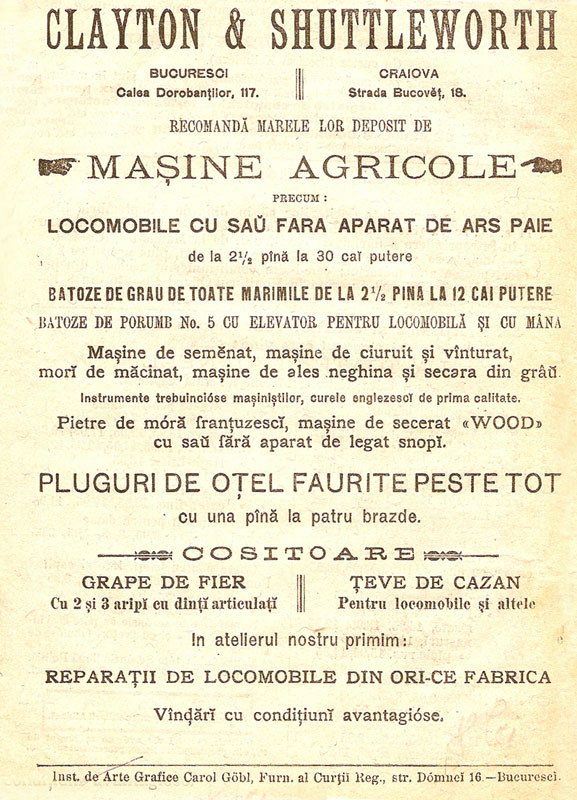 CLAYTON & SHUTTLEWORTH
BUCURESCI
Calea Dorobanților, 117.
CRAIOVA
Strada Bucovĕț, 18.
RECOMANDĂ MARELE LOR DEPOSIT DE
MAȘINE AGRICOLE
PRECUM :
LOCOMOBILE CU SAŬ FARA APARAT DE ARS PAIE
de la 2½ pînă la 30 caĭ putere
BATOZE DE GRAU DE TOATE MARIMILE DE LA 2½ PINA LA 12 CAI PUTERE
BATOZE DE PORUMB No. 5 CU ELEVATOR PENTRU LOCOMOBILĂ ȘI CU MÂNA
Mașine de semĕnat, mașine de ciuruit și vînturat,
morĭ de măcinat, mașine de ales neghina și secara din grâŭ.
Instrumente trebuincióse mașiniștilor, curele englezescĭ de prima calitate.
Pietre de móră franțuzescĭ, mașine de secerat «WOOD»
cu saŭ fără aparat de legat snopĭ.
PLUGURI DE OȚEL FAURITE PESTE TOT
cu una pînă la patru brazde.
COSITOARE
GRAPE DE FIER
Cu 2 și 3 aripĭ cu dințĭ articulațĭ
ȚEVE DE CAZAN
Pentru locomobile și altele
In atelierul nostru primim:
REPARAȚII DE LOCOMOBILE DIN ORI-CE FABRICA
Vîndărĭ cu condițiunĭ avantagióse.
Inst. de Arte Grafice Carol Göbl, Furn. al Curții Reg., str. Dómneĭ 16.—Bucurescĭ.